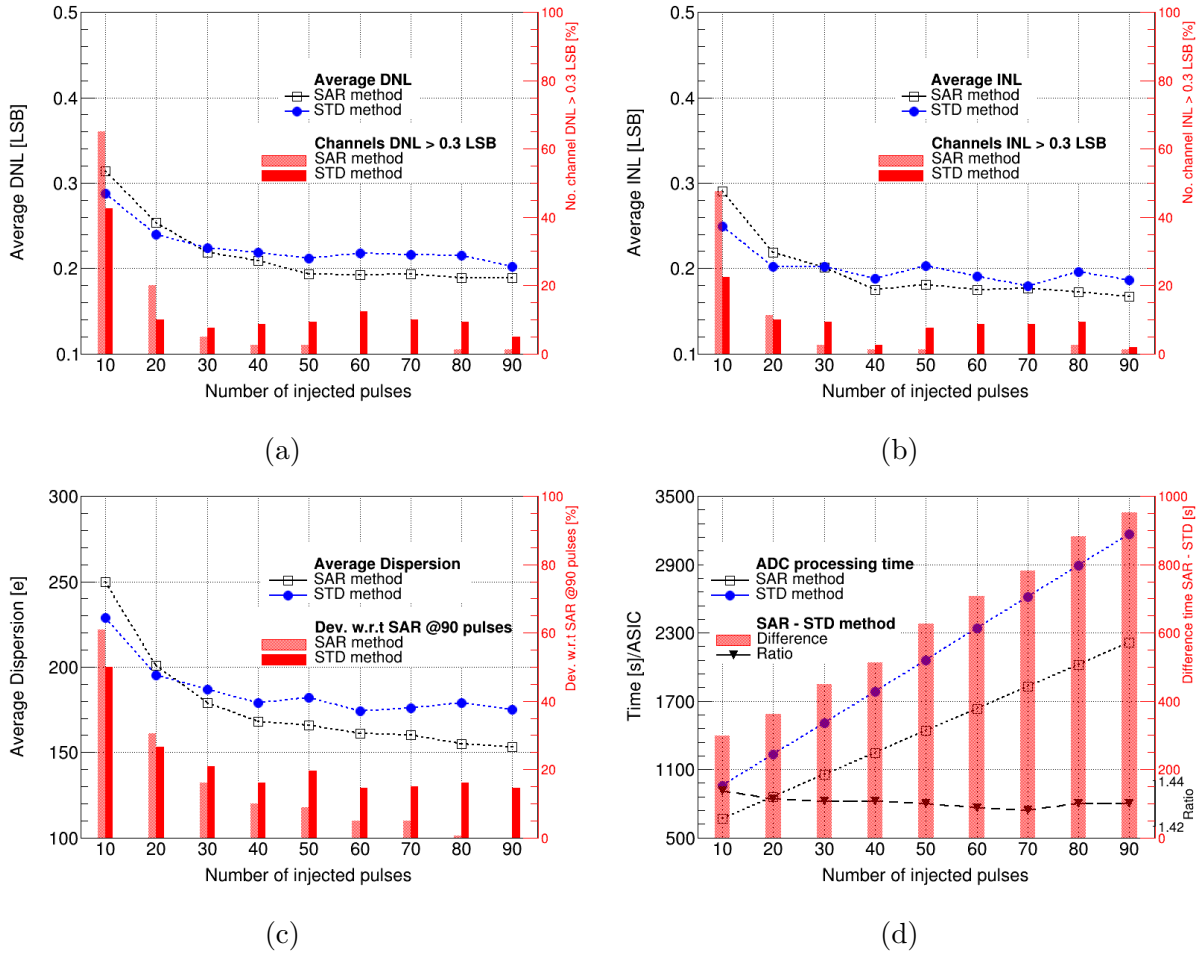 0.5
0.4
0.3
0.2
0.1
Average DNL [LSB]
Average DNL
SAR method
STD method
Channels DNL > 0.3 LSB
SAR method
STD method
100
80
60
40
20
0
No. channel DNL > 0.3 LSB [%]
10 20 30 40 50 60 70 80 90
Number of injected pulses
(a)
0.5
0.4
0.3
0.2
0.1
Average INL [LSB]
Average INL
SAR method
STD method
Channels INL > 0.3 LSB
SAR method
STD method
100
80
60
40
20
0
No. channel INL > 0.3 LSB [%]
10 20 30 40 50 60 70 80 90
Number of injected pulses
(b)
300
250
200
150
100
Average Dispersion [e]
Average Dispersion
SAR method
STD method
Dev. w.r.t SAR @90 pulses
SAR method
STD method
100
80
60
40
20
0
Dev. w.r.t SAR @90 pulses [%]
10 20 30 40 50 60 70 80 90
Number of injected pulses
(c)
3500
2900
2300
1700
1100
500
Time [s]/ASIC
ADC processing time
SAR method
STD method
SAR - STD method
Difference
Ratio
1000
800
600
400
200
0
Difference time SAR - STD [s]
1.44
1.42
Ratio
10 20 30 40 50 60 70 80 90
Number of injected pulses
(d)